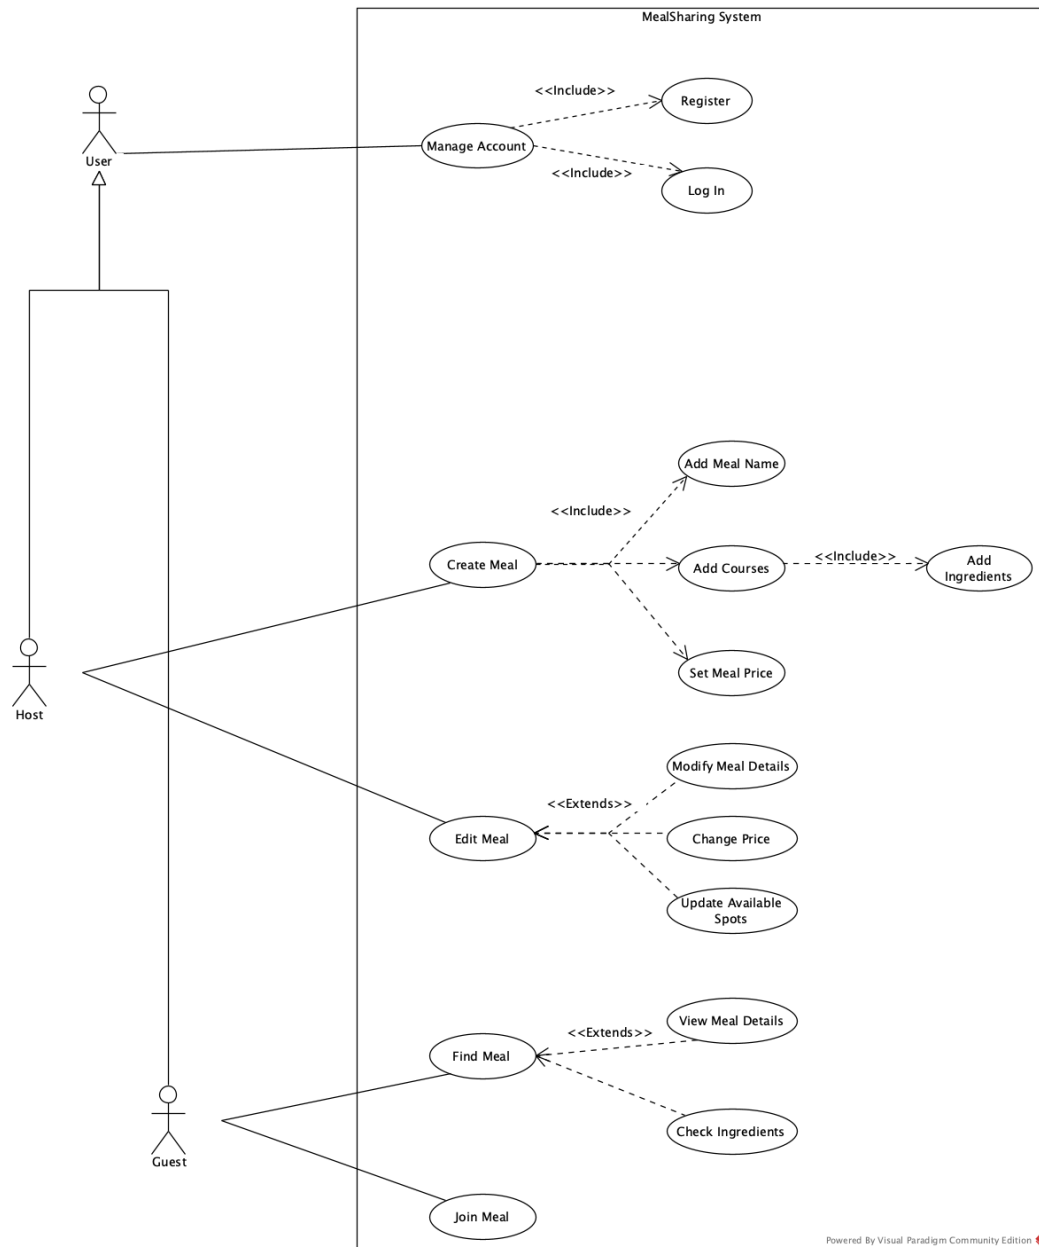 MealSharing System
<<Include>>
Register
User
Manage Account
<<Include>>
Log In
Add Meal Name
<<Include>>
Create Meal
Add Courses
<<Include>>
Add
Ingredients
Set Meal Price
Host
Modify Meal Details
<<Extends>>
Edit Meal
Change Price
Update Available
Spots
View Meal Details
<<Extends>>
Find Meal
Check Ingredients
Guest
Join Meal
Powered By Visual Paradigm Community Edition